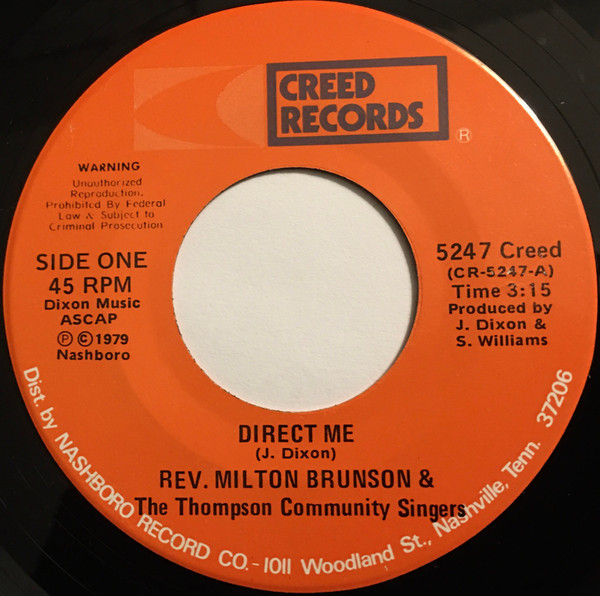 CREED
RECORDS
®
WARNING
Unauthorized
Reproduction,
Prohibited By Federal
Law & Subject to
Criminal Prosecution
SIDE ONE
45 RPM
Dixon Music
ASCAP
℗ © 1979
Nashboro
5247 Creed
(CR-5247-A)
Time 3:15
Produced by
J. Dixon &
S. Williams
DIRECT ME
(J. Dixon)
REV. MILTON BRUNSON &
The Thompson Community Singers
Dist. by NASHBORO RECORD CO.-1011 Woodland St., Nashville, Tenn. 37206